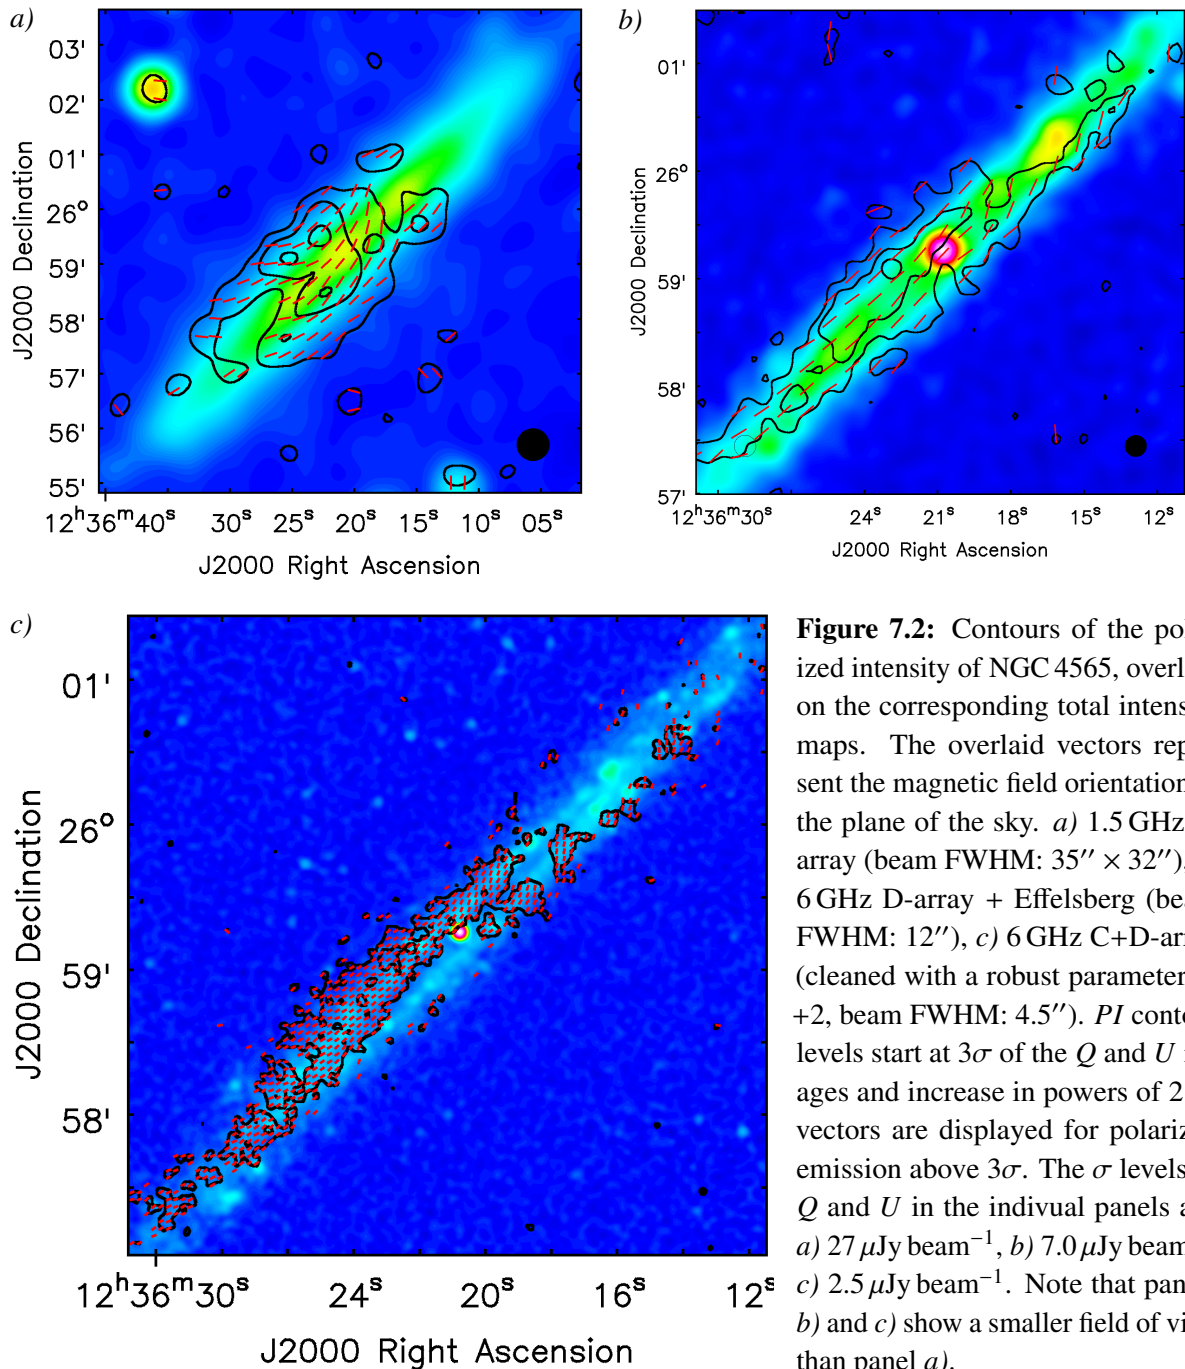 a)
03'
02'
01'
26°
59'
58'
57'
56'
55'
J2000 Declination
12ʰ36ᵐ40ˢ 30ˢ 25ˢ 20ˢ 15ˢ 10ˢ 05ˢ
J2000 Right Ascension
b)
01'
26°
59'
58'
57'
J2000 Declination
12ʰ36ᵐ30ˢ 24ˢ 21ˢ 18ˢ 15ˢ 12ˢ
J2000 Right Ascension
c)
01'
26°
59'
58'
J2000 Declination
12ʰ36ᵐ30ˢ 24ˢ 20ˢ 16ˢ 12ˢ
J2000 Right Ascension
Figure 7.2: Contours of the pol
ized intensity of NGC 4565, overl
on the corresponding total intens
maps. The overlaid vectors rep
sent the magnetic field orientation
the plane of the sky. a) 1.5 GHz
array (beam FWHM: 35″ × 32″),
6 GHz D-array + Effelsberg (bea
FWHM: 12″), c) 6 GHz C+D-arr
(cleaned with a robust parameter
+2, beam FWHM: 4.5″). PI conto
levels start at 3σ of the Q and U i
ages and increase in powers of 2.
vectors are displayed for polariz
emission above 3σ. The σ levels
Q and U in the indivual panels a
a) 27 μJy beam⁻¹, b) 7.0 μJy beam
c) 2.5 μJy beam⁻¹. Note that pan
b) and c) show a smaller field of vi
than panel a).